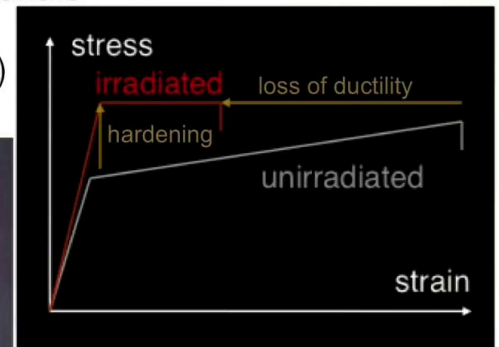 )
stress
irradiated
loss of ductility
hardening
unirradiated
strain